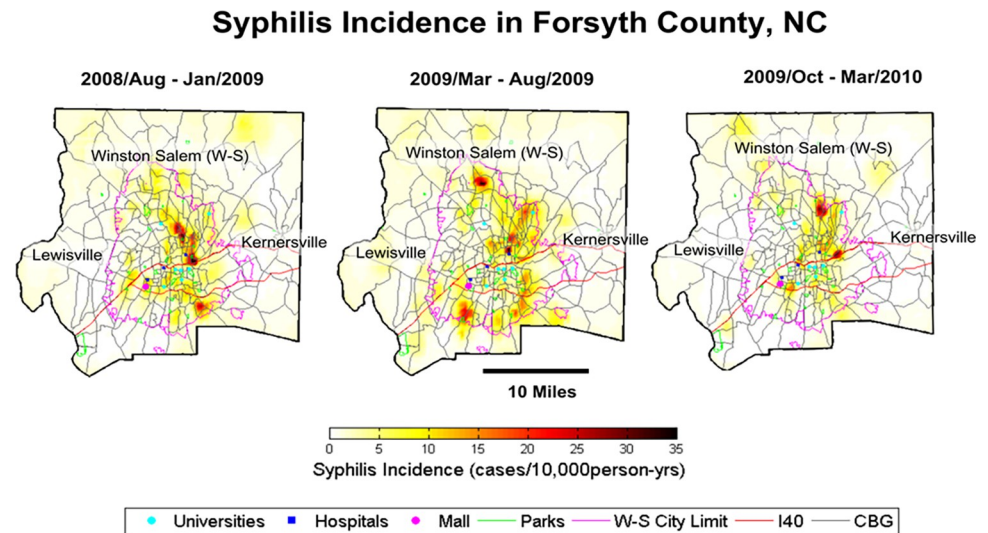 Syphilis Incidence in Forsyth County, NC
2008/Aug - Jan/2009
2009/Mar - Aug/2009
2009/Oct - Mar/2010
Winston Salem (W-S)
Lewisville
Kernersville
Winston Salem (W-S)
Lewisville
Kernersville
Winston Salem (W-S)
Lewisville
Kernersville
10 Miles
0 5 10 15 20 25 30 35
Syphilis Incidence (cases/10,000person-yrs)
Universities Hospitals Mall Parks W-S City Limit I40 CBG